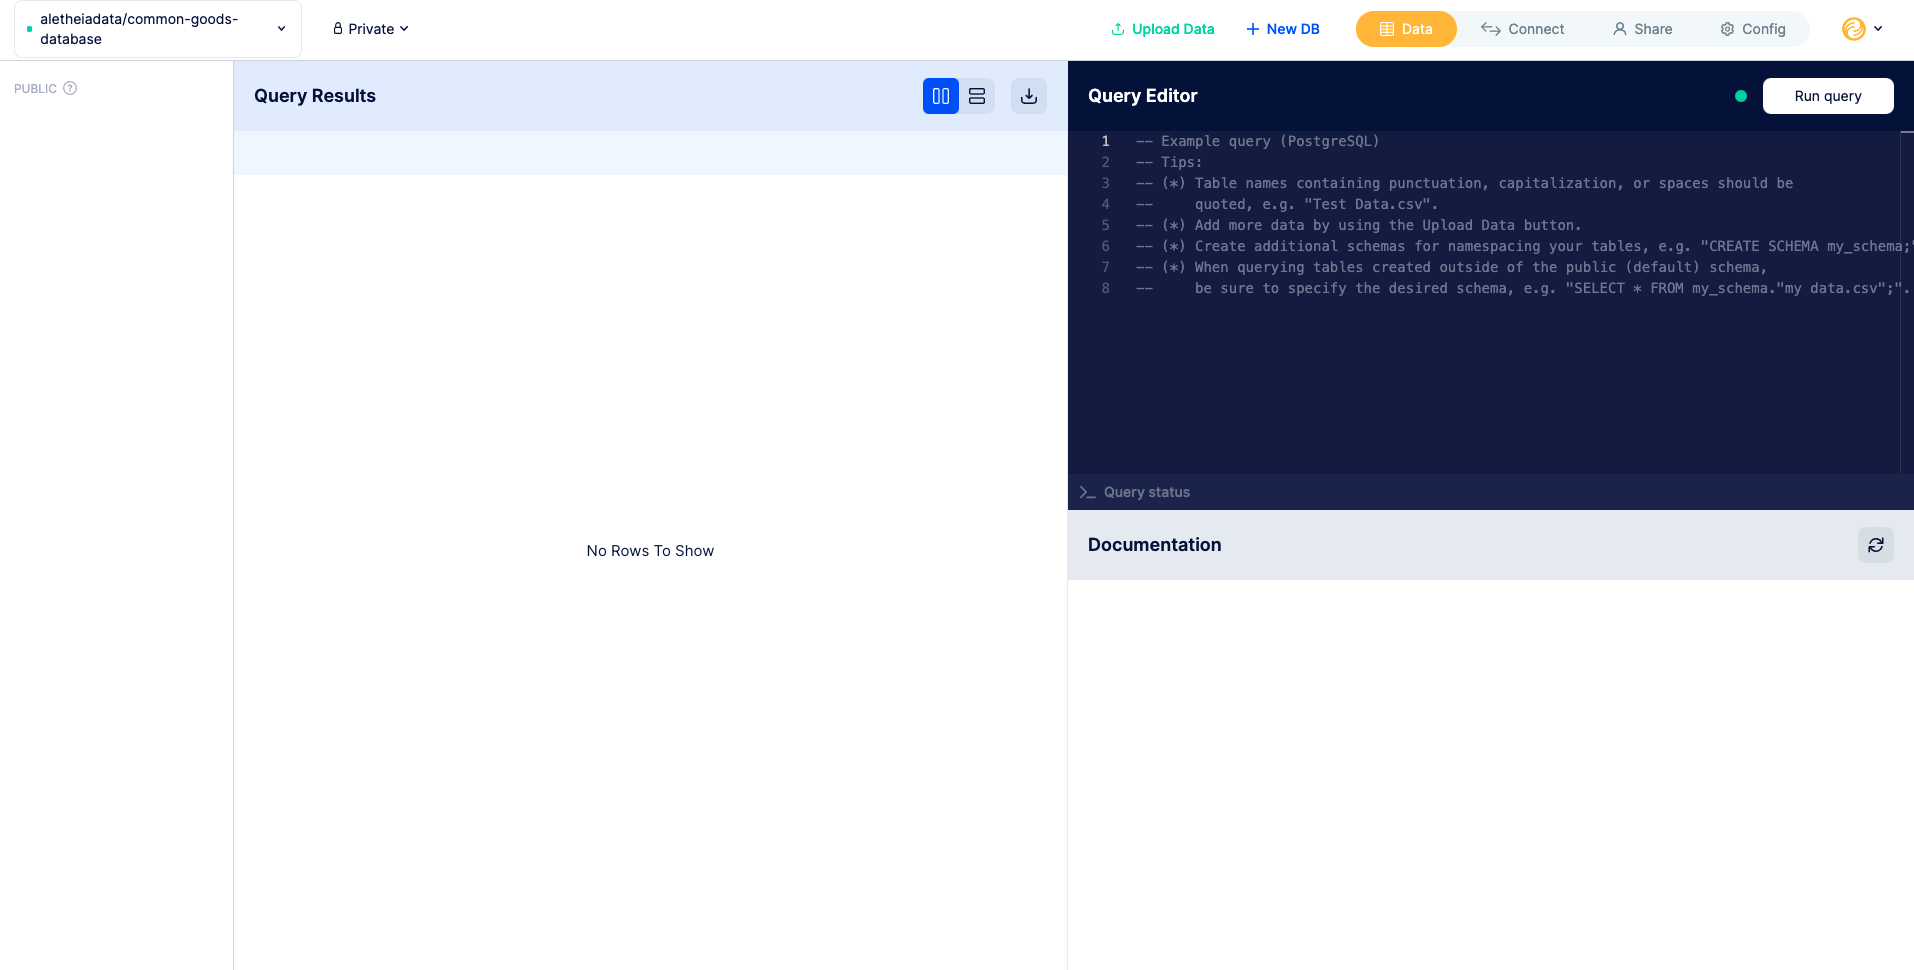 aletheiadata/common-goods-
database
Private
Upload Data
New DB
Data
Connect
Share
Config
PUBLIC ?
Query Results
No Rows To Show
Query Editor
Run query
1 -- Example query (PostgreSQL)
2 -- Tips:
3 -- (*) Table names containing punctuation, capitalization, or spaces should be
4 --     quoted, e.g. "Test Data.csv".
5 -- (*) Add more data by using the Upload Data button.
6 -- (*) Create additional schemas for namespacing your tables, e.g. "CREATE SCHEMA my_schema;"
7 -- (*) When querying tables created outside of the public (default) schema,
8 --     be sure to specify the desired schema, e.g. "SELECT * FROM my_schema."my data.csv";".
Query status
Documentation